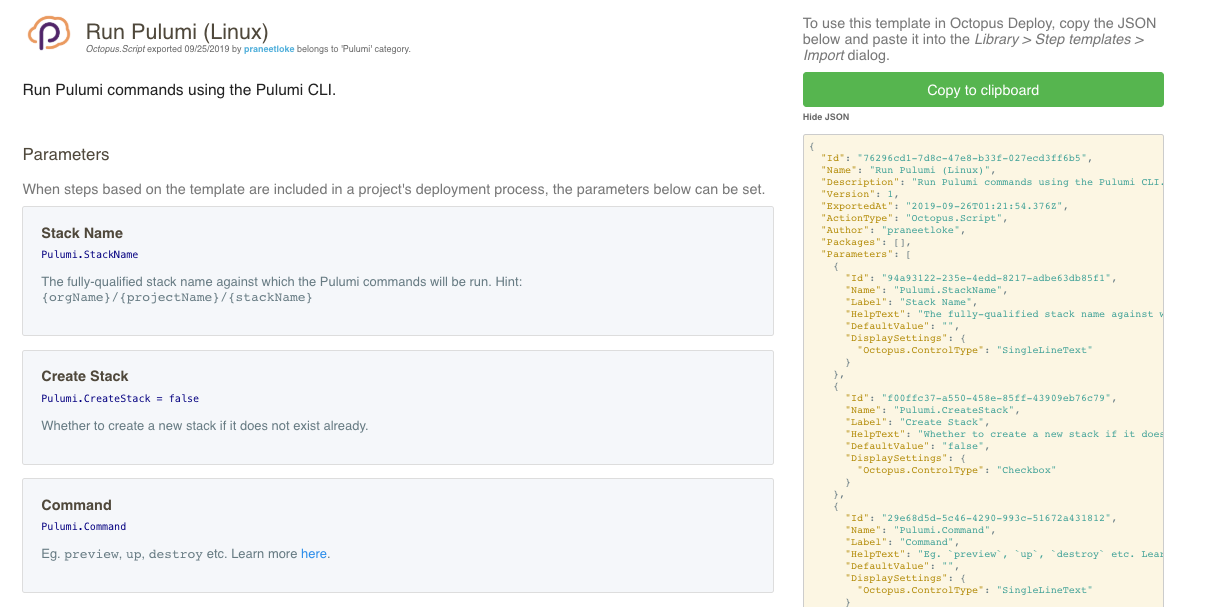 Run Pulumi (Linux)
Octopus.Script exported 09/25/2019 by praneetloke belongs to 'Pulumi' category.
Run Pulumi commands using the Pulumi CLI.
Parameters
When steps based on the template are included in a project's deployment process, the parameters below can be set.
Stack Name
Pulumi.StackName
The fully-qualified stack name against which the Pulumi commands will be run. Hint:
{orgName}/{projectName}/{stackName}
Create Stack
Pulumi.CreateStack = false
Whether to create a new stack if it does not exist already.
Command
Pulumi.Command
Eg. preview, up, destroy etc. Learn more here.
To use this template in Octopus Deploy, copy the JSON
below and paste it into the Library > Step templates >
Import dialog.
Copy to clipboard
Hide JSON
{
"Id": "76296cd1-7d8c-47e8-b33f-027ecd3ff6b5",
"Name": "Run Pulumi (Linux)",
"Description": "Run Pulumi commands using the Pulumi CLI.
"Version": 1,
"ExportedAt": "2019-09-26T01:21:54.376Z",
"ActionType": "Octopus.Script",
"Author": "praneetloke",
"Packages": [],
"Parameters": [
{
"Id": "94a93122-235e-4edd-8217-adbe63db85f1",
"Name": "Pulumi.StackName",
"Label": "Stack Name",
"HelpText": "The fully-qualified stack name against w
"DefaultValue": "",
"DisplaySettings": {
"Octopus.ControlType": "SingleLineText"
}
},
{
"Id": "f00ffc37-a550-458e-85ff-43909eb76c79",
"Name": "Pulumi.CreateStack",
"Label": "Create Stack",
"HelpText": "Whether to create a new stack if it does
"DefaultValue": "false",
"DisplaySettings": {
"Octopus.ControlType": "Checkbox"
}
},
{
"Id": "29e68d5d-5c46-4290-993c-51672a431812",
"Name": "Pulumi.Command",
"Label": "Command",
"HelpText": "Eg. `preview`, `up`, `destroy` etc. Lear
"DefaultValue": "",
"DisplaySettings": {
"Octopus.ControlType": "SingleLineText"
}